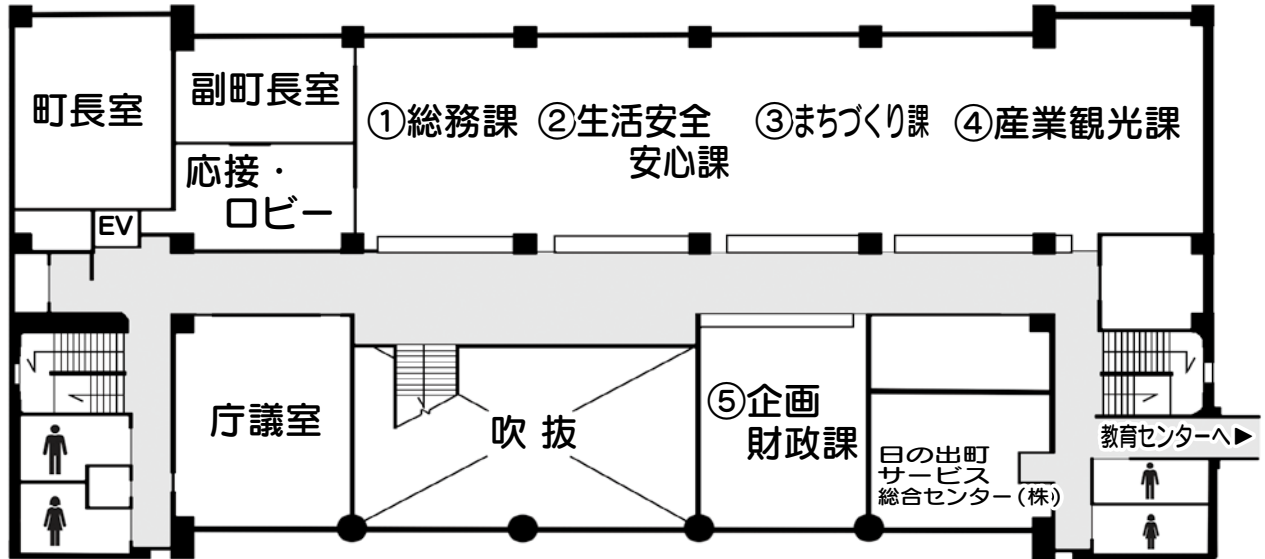 町長室
副町長室
①総務課
②生活安全
安心課
③まちづくり課
④産業観光課
応接・
ロビー
EV
庁議室
吹 抜
⑤企画
財政課
日の出町
サービス
総合センター(株)
教育センターへ▶